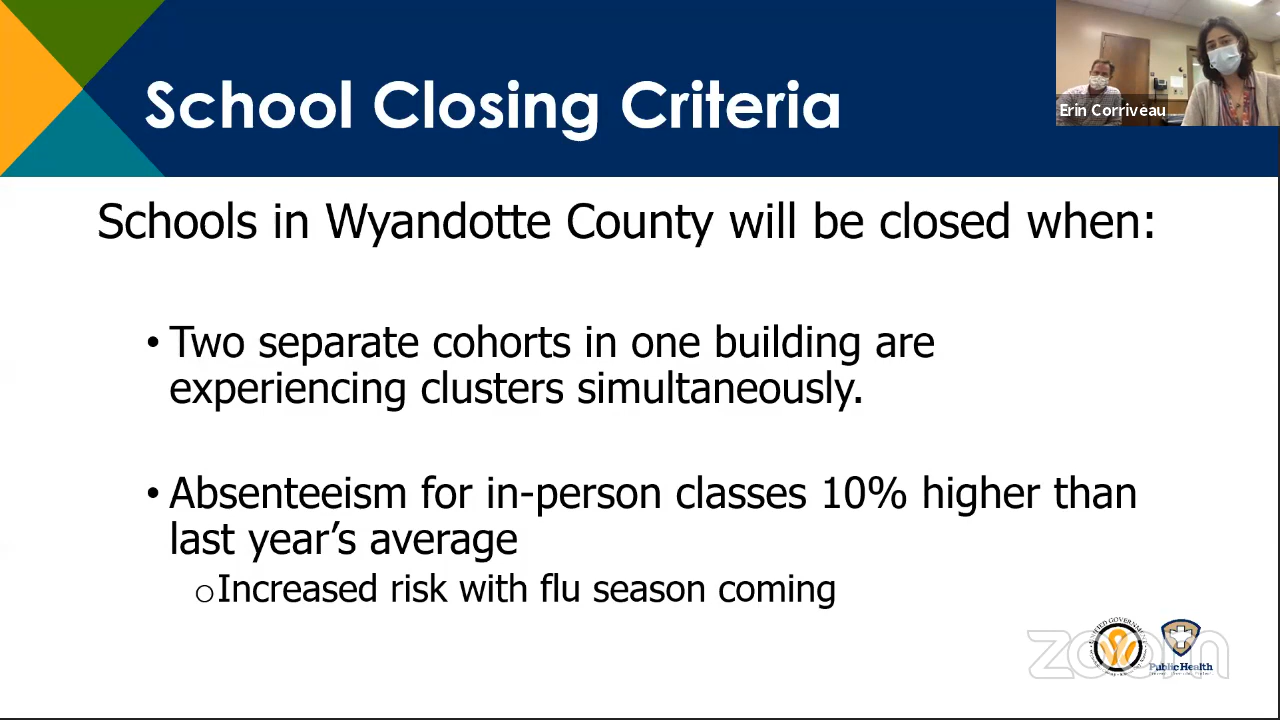 School Closing Criteria
Erin Corriveau
Schools in Wyandotte County will be closed when:
• Two separate cohorts in one building are
experiencing clusters simultaneously.
• Absenteeism for in-person classes 10% higher than
last year’s average
oIncreased risk with flu season coming
zoom
Public Health